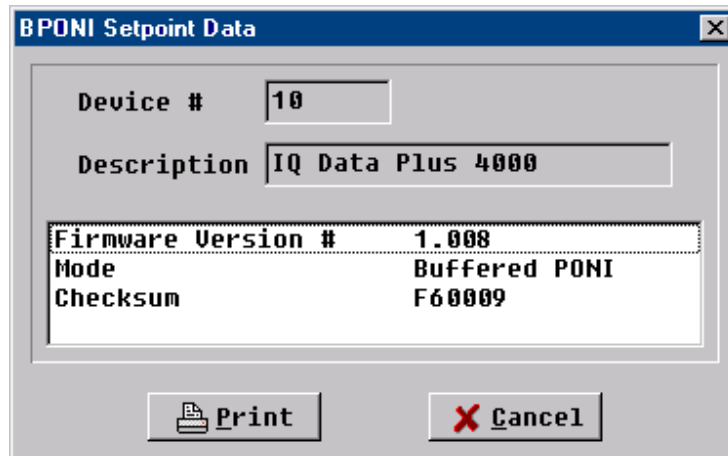 BPONI Setpoint Data
Device # 10
Description IQ Data Plus 4000
Firmware Version # 1.008
Mode Buffered PONI
Checksum F60009
Print Cancel